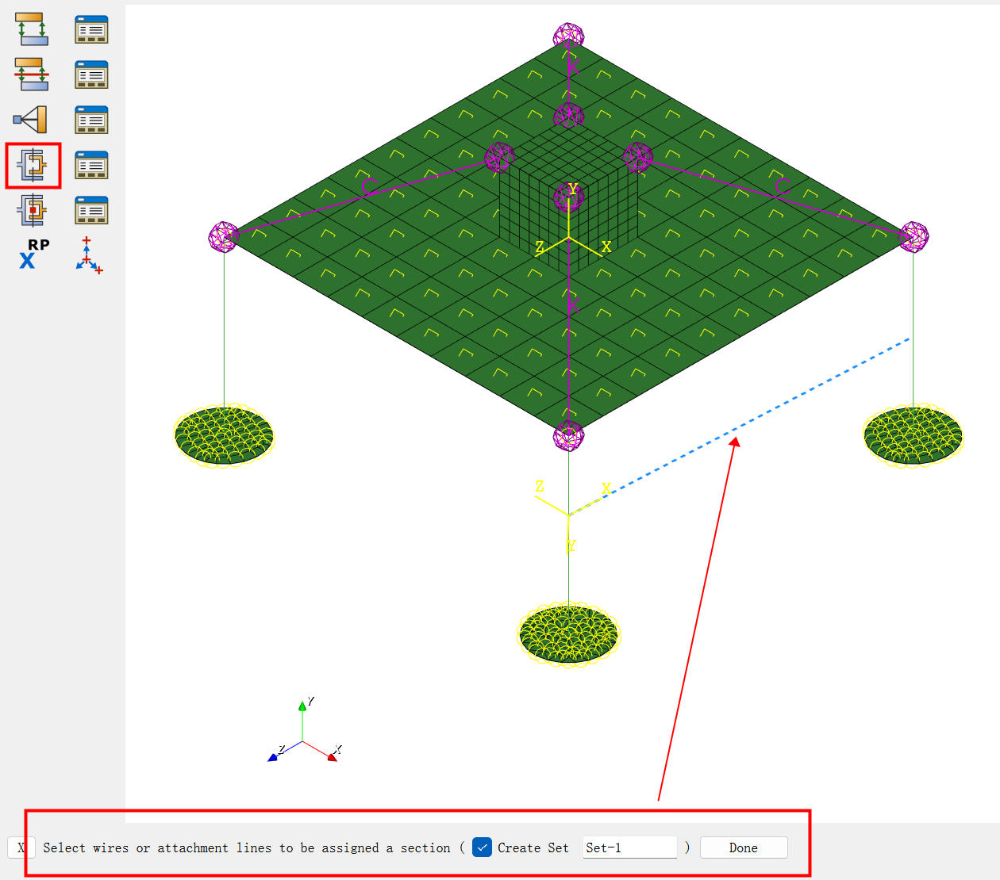 RP
X
K
Y
C
C
Z
X
K
Z
X
Y
Y
Z
X
X Select wires or attachment lines to be assigned a section ( Create Set Set-1 ) Done